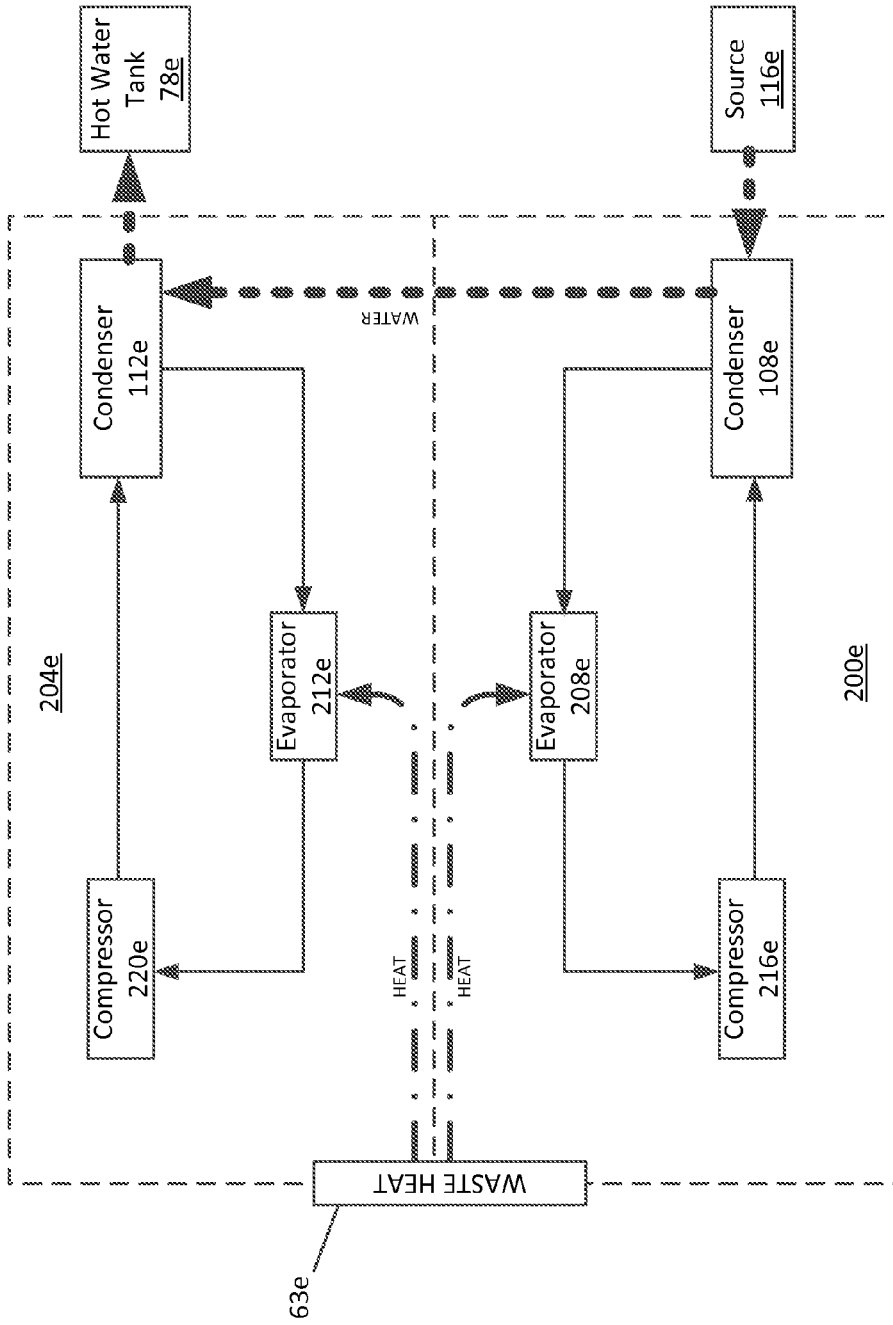 204e
Compressor
220e
Condenser
112e
Hot Water
Tank
78e
Evaporator
212e
63e
WASTE HEAT
HEAT
HEAT
WATER
Evaporator
208e
Compressor
216e
Condenser
108e
Source
116e
200e